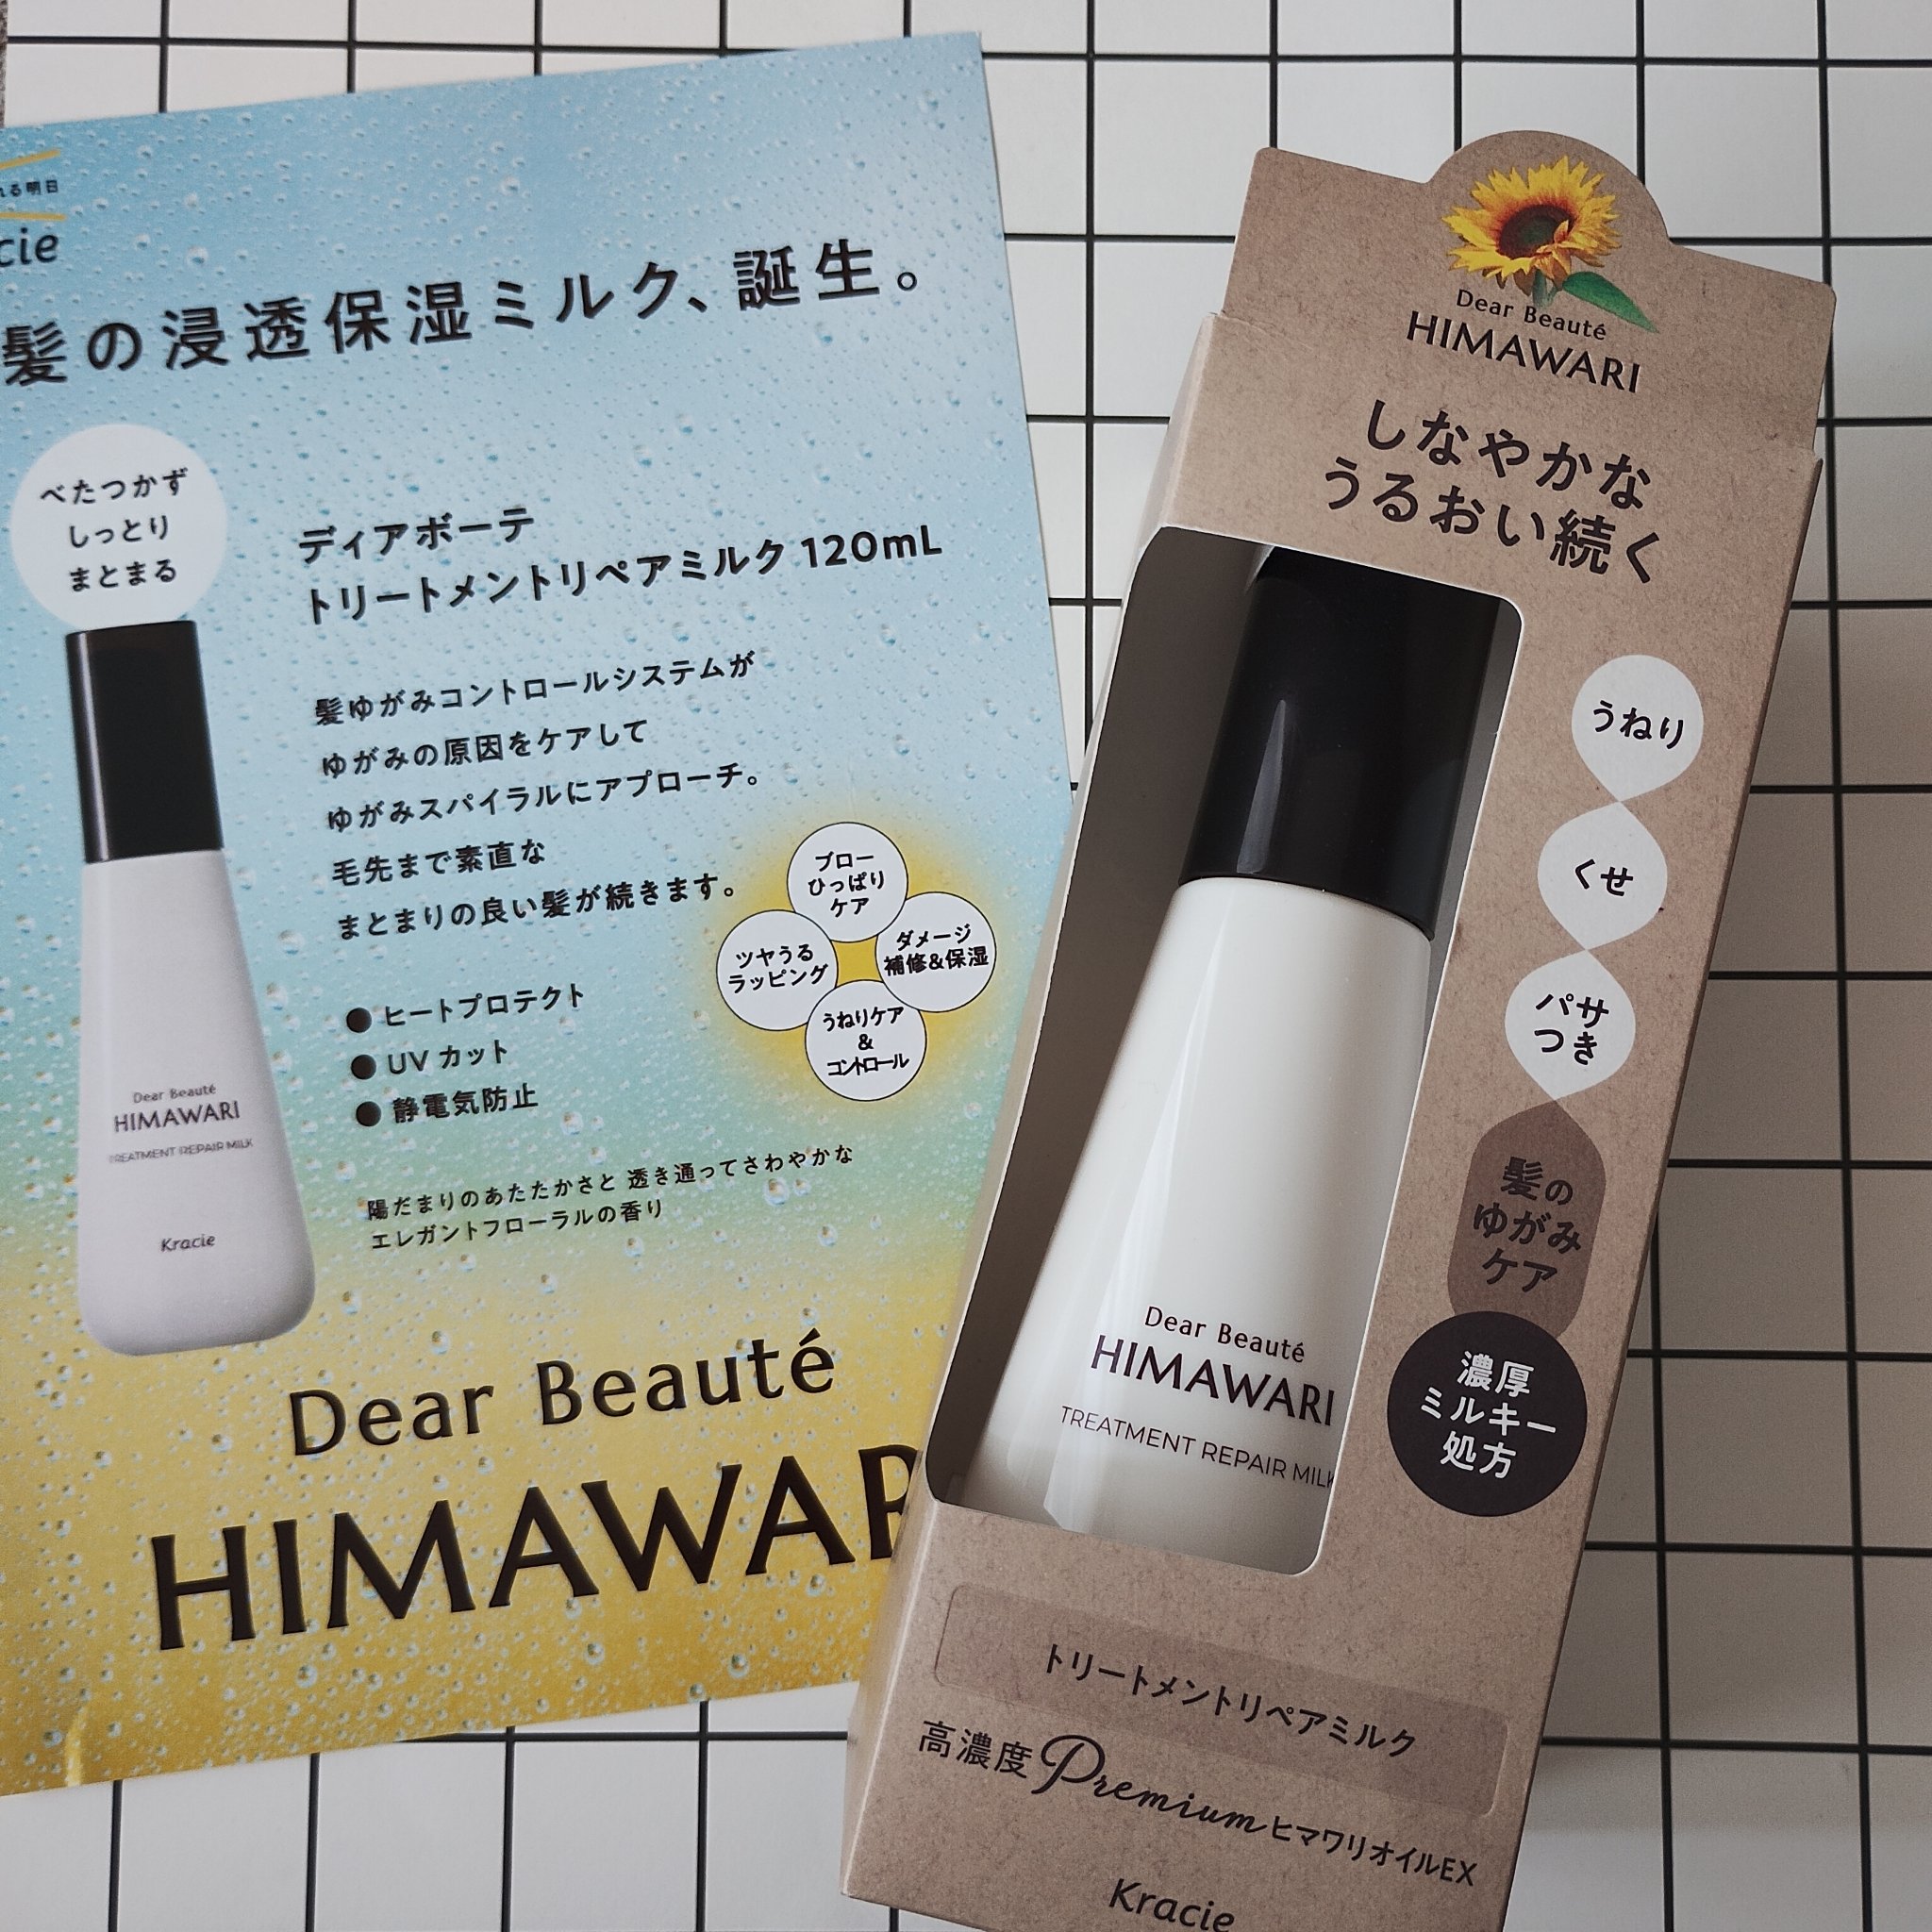 る明日
cie
髪の浸透保湿ミルク、誕生。
べたつかず
しっとり
まとまる
ディアボーテ
トリートメントリペアミルク 120mL
髪ゆがみコントロールシステムが
ゆがみの原因をケアして
ゆがみスパイラルにアプローチ。
毛先まで素直な
まとまりの良い髪が続きます。
ブロー
ひっぱり
ケア
ツヤうる
ラッピング
ダメージ
補修&保湿
うねりケア
&
コントロール
● ヒートプロテクト
● UV カット
● 静電気防止
陽だまりのあたたかさと 透き通ってさわやかな
エレガントフローラルの香り
Dear Beauté
HIMAWARI
TREATMENT REPAIR MILK
Kracie
Dear Beauté
HIMAWAR
Dear Beauté
HIMAWARI
しなやかな
うるおい続く
うねり
くせ
パサ
つき
髪の
ゆがみ
ケア
濃厚
ミルキー
処方
Dear Beauté
HIMAWARI
TREATMENT REPAIR MILK
トリートメントリペアミルク
高濃度Premiumヒマワリオイル EX
Kracie